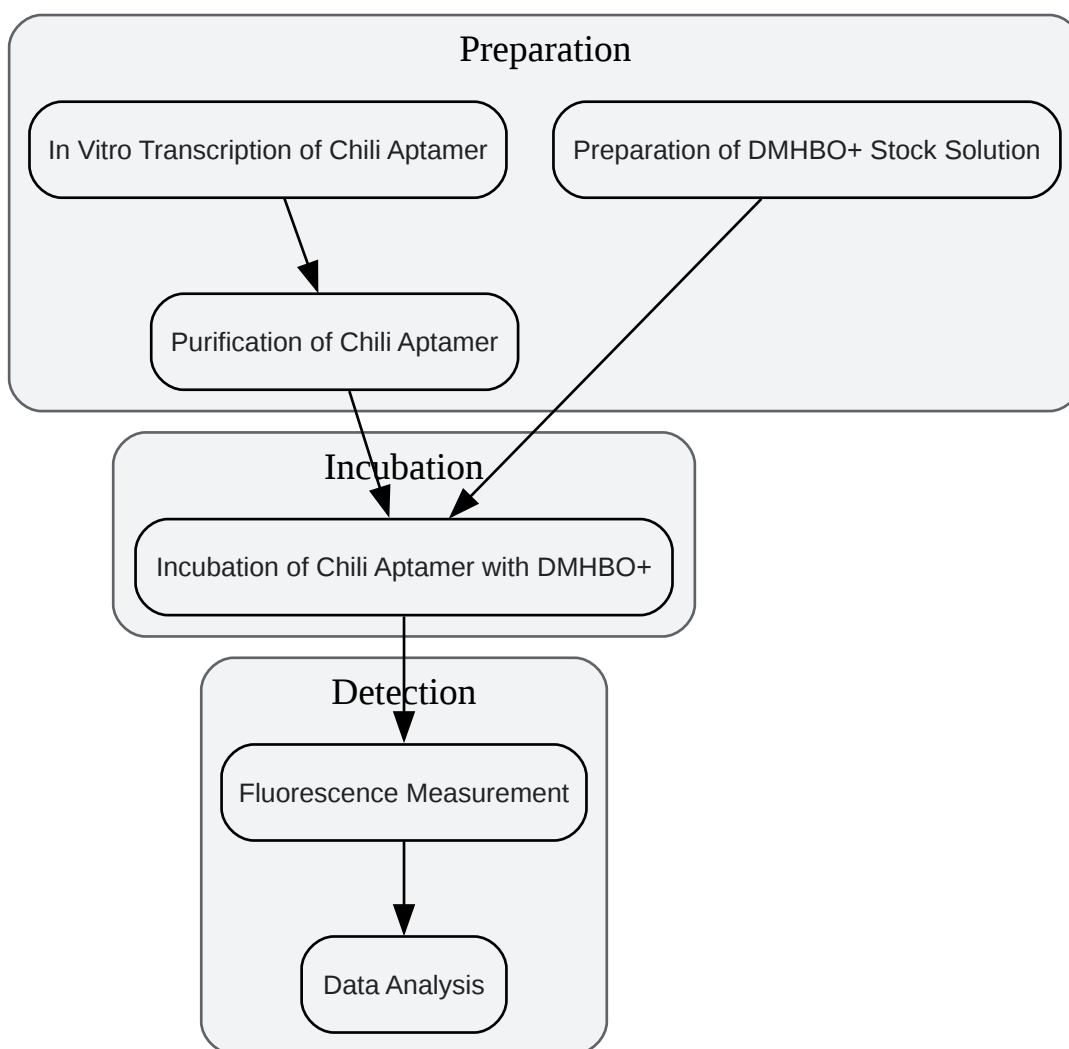 Preparation
In Vitro Transcription of Chili Aptamer
Preparation of DMHBO+ Stock Solution
Purification of Chili Aptamer
Incubation
Incubation of Chili Aptamer with DMHBO+
Detection
Fluorescence Measurement
Data Analysis